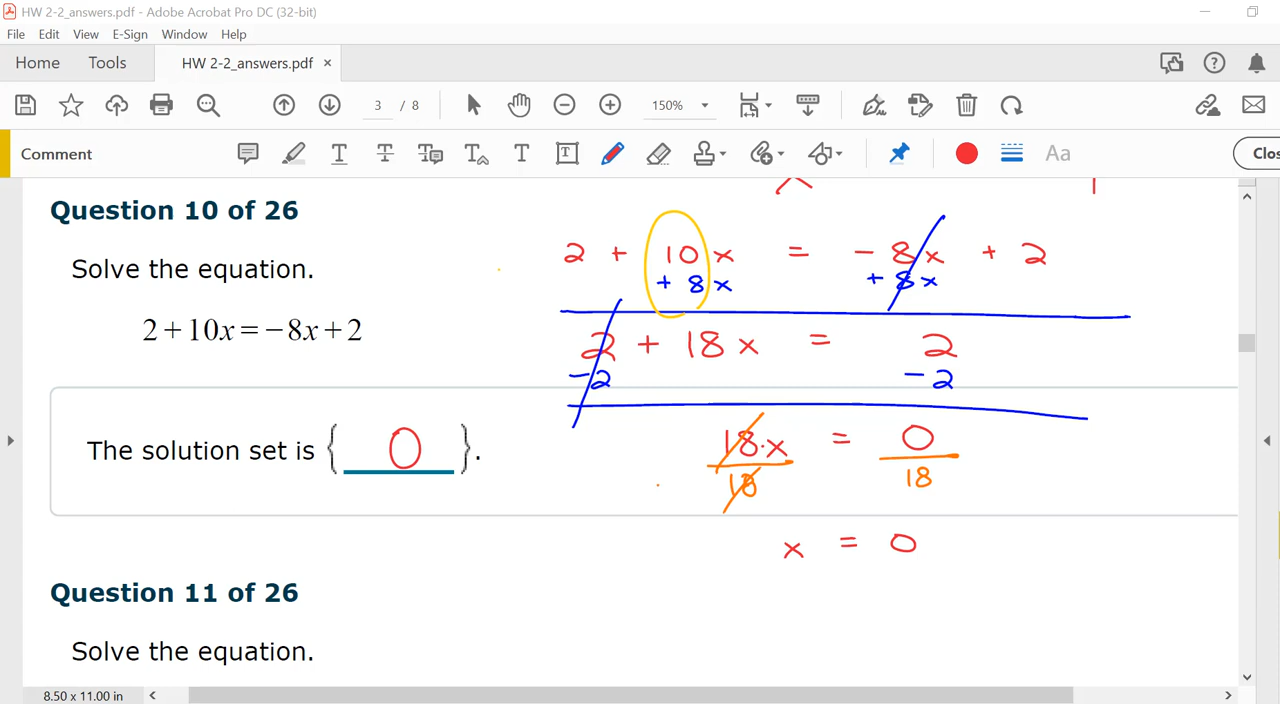 HW 2-2_answers.pdf - Adobe Acrobat Pro DC (32-bit)
File Edit View E-Sign Window Help
Home Tools HW 2-2_answers.pdf ×
3 / 8 150%
Comment Aa Clos
Question 10 of 26
2 + 10x = -8x + 2
Solve the equation.
+ 8x + 8x
2 + 10x = −8x + 2
2 + 18x = 2
-2 -2
The solution set is { 0 }.
18·x = 0
18 18
x = 0
Question 11 of 26
Solve the equation.
8.50 x 11.00 in